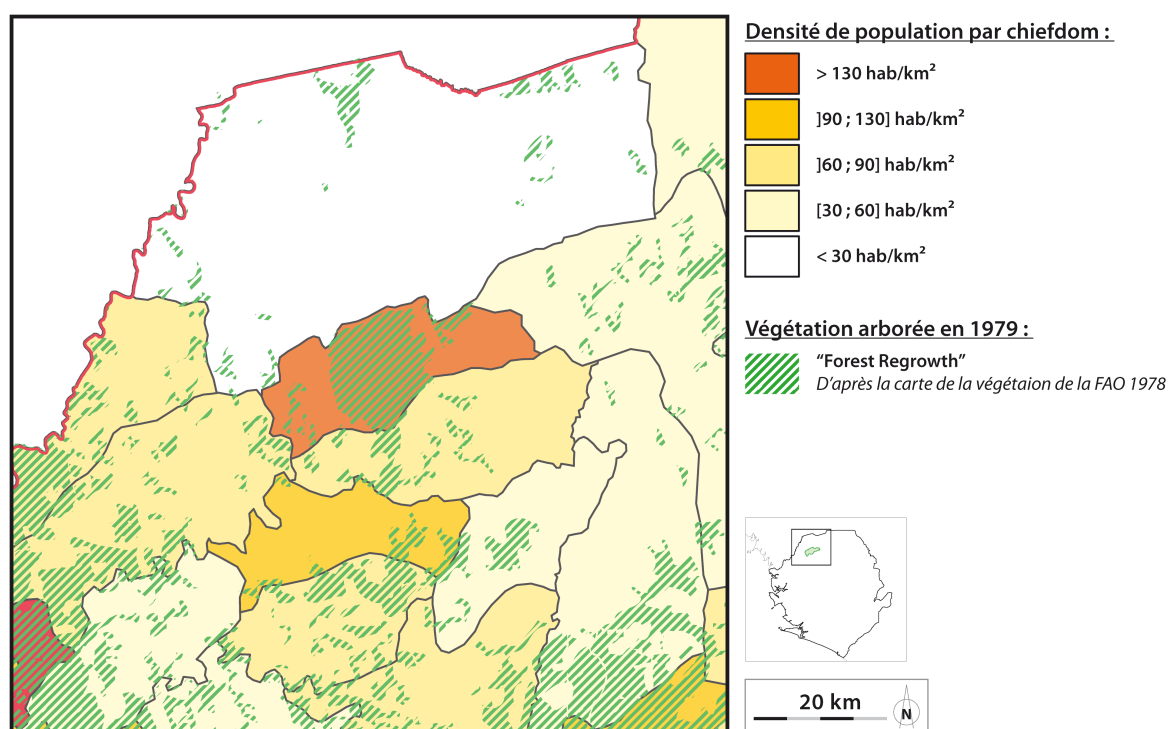 Densité de population par chiefdom :
> 130 hab/km²
]90 ; 130] hab/km²
]60 ; 90] hab/km²
[30 ; 60] hab/km²
< 30 hab/km²
Végétation arborée en 1979 :
“Forest Regrowth”
D’après la carte de la végétaion de la FAO 1978
20 km
N